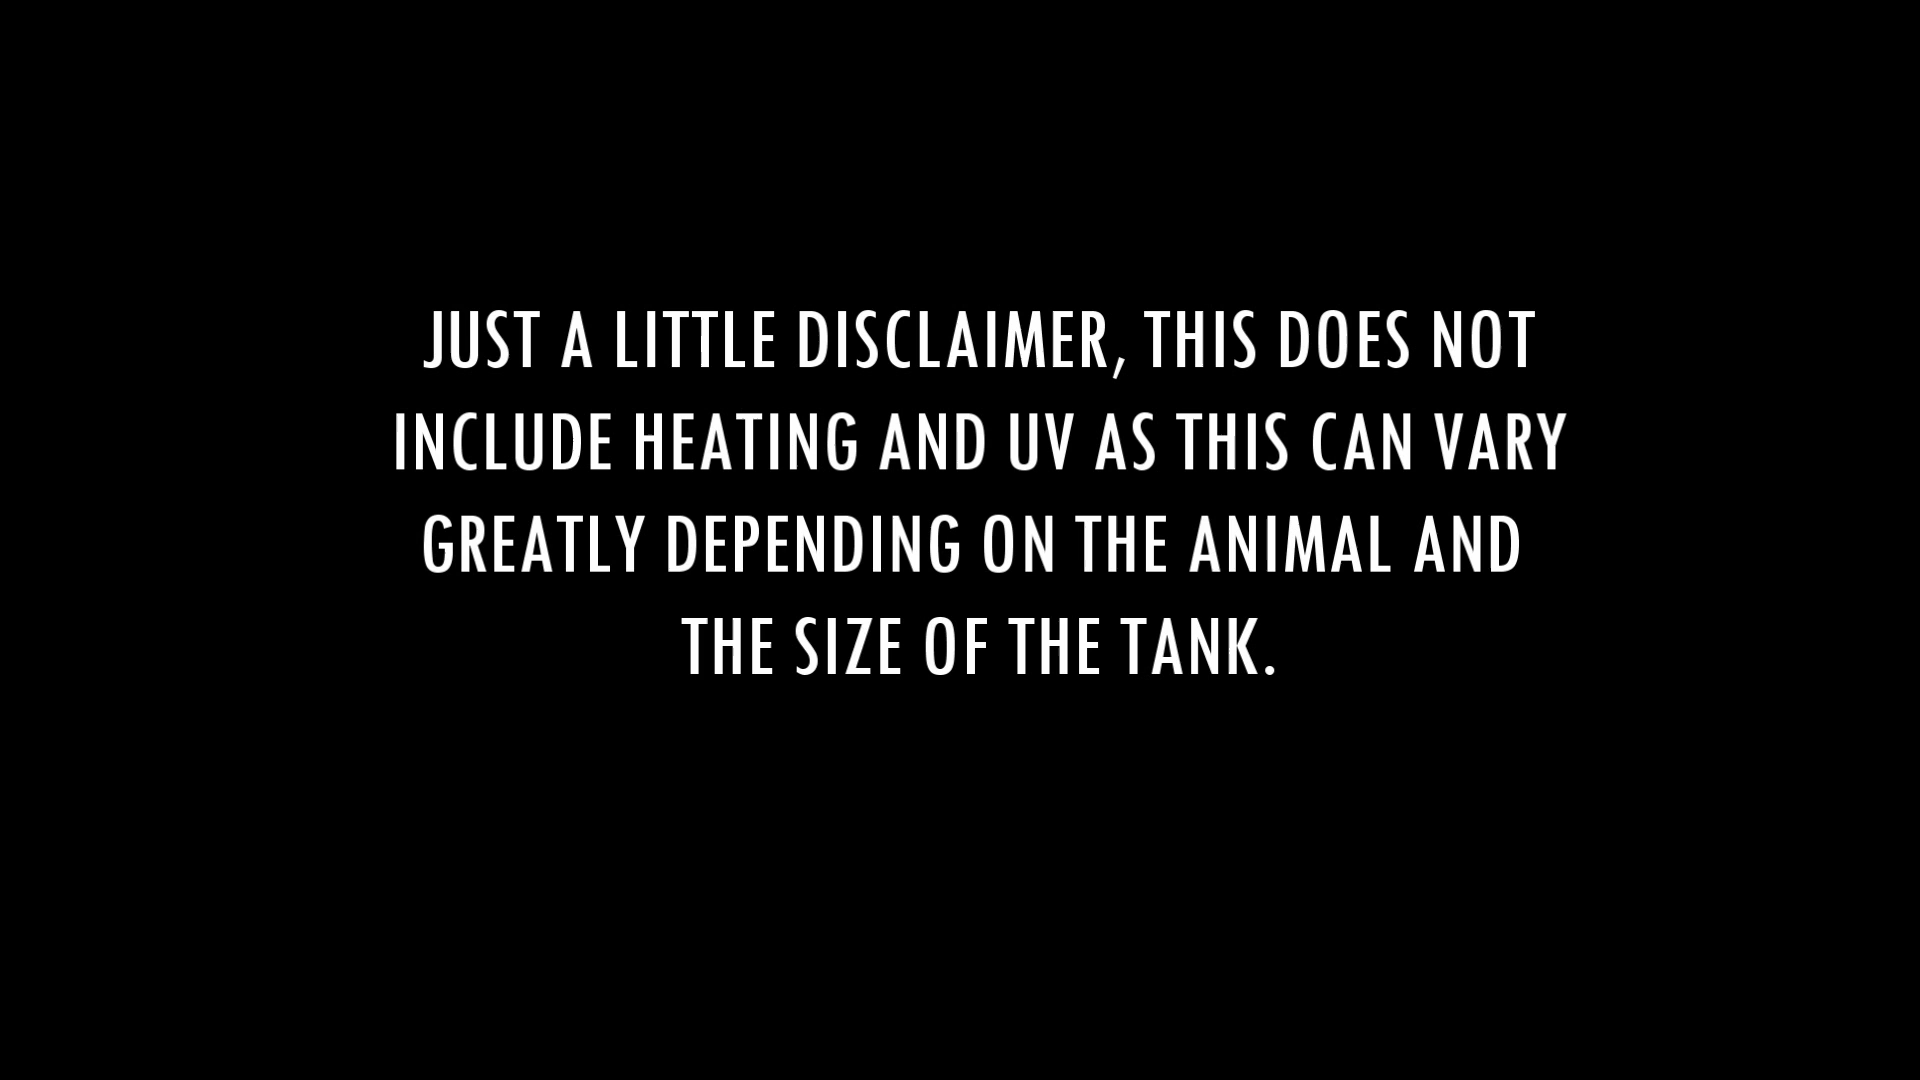 JUST A LITTLE DISCLAIMER, THIS DOES NOT
INCLUDE HEATING AND UV AS THIS CAN VARY
GREATLY DEPENDING ON THE ANIMAL AND
THE SIZE OF THE TANK.